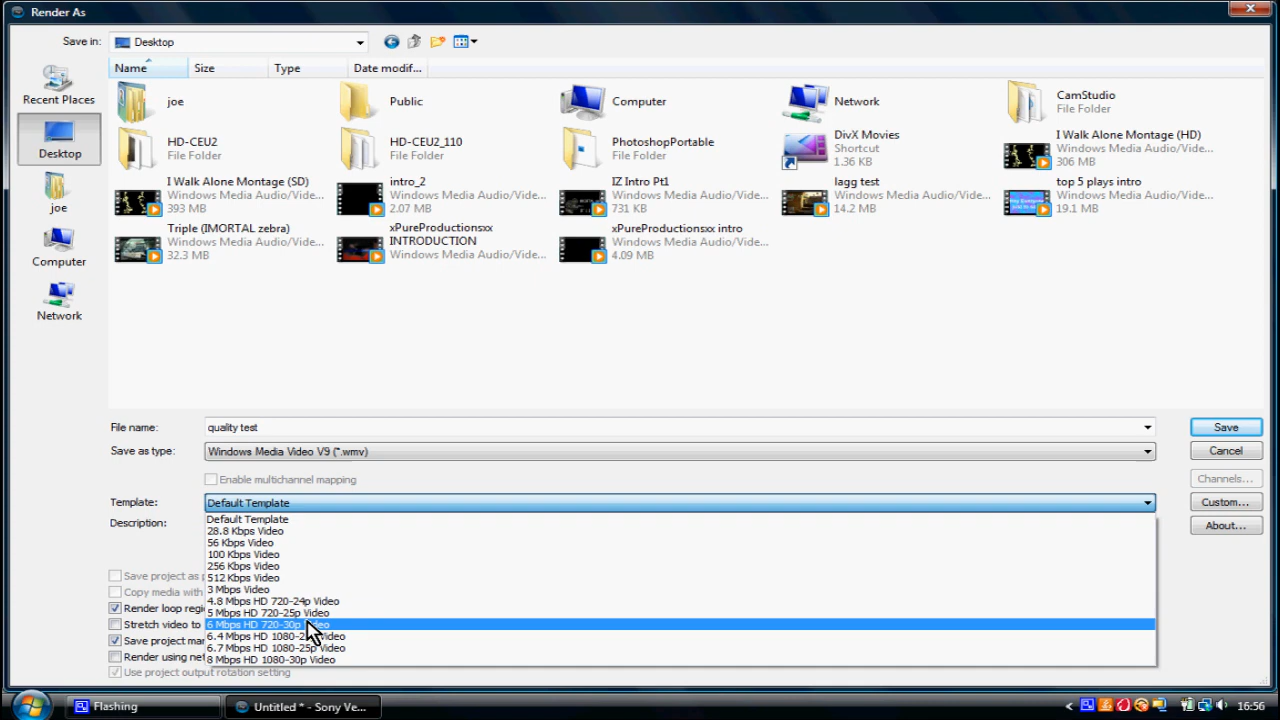 Render As
Save in:
Desktop
Name
Size
Type
Date modif...
Recent Places
Desktop
joe
Computer
Network
joe
Public
Computer
Network
CamStudio
File Folder
HD-CEU2
File Folder
HD-CEU2_110
File Folder
PhotoshopPortable
File Folder
DivX Movies
Shortcut
1.36 KB
I Walk Alone Montage (HD)
Windows Media Audio/Vide...
306 MB
I Walk Alone Montage (SD)
Windows Media Audio/Vide...
393 MB
intro_2
Windows Media Audio/Vide...
2.07 MB
IZ Intro Pt1
Windows Media Audio/Vide...
731 KB
lagg test
Windows Media Audio/Vide...
14.2 MB
top 5 plays intro
Windows Media Audio/Vide...
19.1 MB
Triple (IMORTAL zebra)
Windows Media Audio/Vide...
32.3 MB
xPureProductionsxx
INTRODUCTION
Windows Media Audio/Vide...
xPureProductionsxx intro
Windows Media Audio/Vide...
4.09 MB
File name:
quality test
Save
Save as type:
Windows Media Video V9 (*.wmv)
Cancel
Enable multichannel mapping
Channels...
Template:
Default Template
Custom...
Description:
About...
Default Template
28.8 Kbps Video
56 Kbps Video
100 Kbps Video
256 Kbps Video
512 Kbps Video
3 Mbps Video
4.8 Mbps HD 720-24p Video
5 Mbps HD 720-25p Video
6 Mbps HD 720-30p Video
6.4 Mbps HD 1080-24p Video
6.7 Mbps HD 1080-25p Video
8 Mbps HD 1080-30p Video
Save project as p
Copy media with
Render loop regi
Stretch video to
Save project mar
Render using net
Use project output rotation setting
Flashing
Untitled * - Sony Ve...
16:56